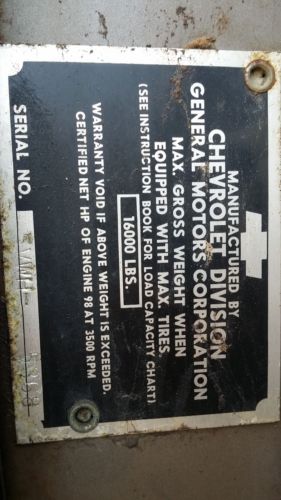 MANUFACTURED BY
CHEVROLET DIVISION
GENERAL MOTORS CORPORATION
MAX. GROSS WEIGHT WHEN
EQUIPPED WITH MAX. TIRES
(SEE INSTRUCTION BOOK FOR LOAD CAPACITY CHART)
16000 LBS.
WARRANTY VOID IF ABOVE WEIGHT IS EXCEEDED.
CERTIFIED NET HP OF ENGINE 98 AT 3500 RPM
SERIAL NO.